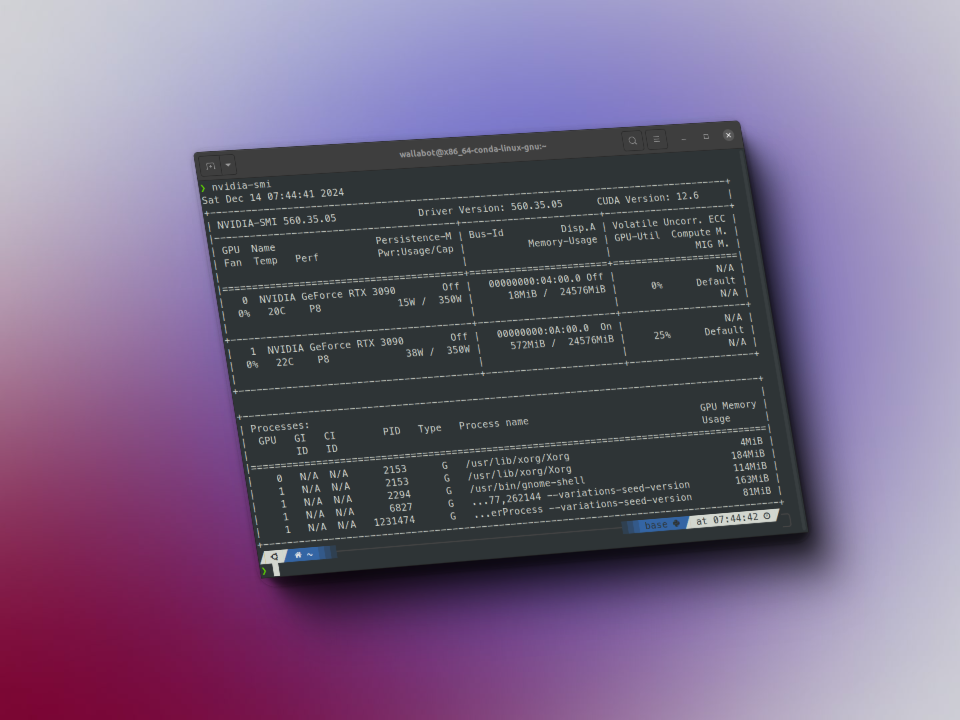 wallabot@x86_64-conda-linux-gnu:~
❯ nvidia-smi
Sat Dec 14 07:44:41 2024
+-----------------------------------------------------------------------------------------+
| NVIDIA-SMI 560.35.05              Driver Version: 560.35.05      CUDA Version: 12.6     |
|-----------------------------------------+------------------------+----------------------+
| GPU  Name                 Persistence-M | Bus-Id          Disp.A | Volatile Uncorr. ECC |
| Fan  Temp   Perf          Pwr:Usage/Cap |           Memory-Usage | GPU-Util  Compute M. |
|                                         |                        |               MIG M. |
|=========================================+========================+======================|
|   0  NVIDIA GeForce RTX 3090        Off |   00000000:04:00.0 Off |                  N/A |
|  0%   20C    P8             15W /  350W |      18MiB /  24576MiB |      0%      Default |
|                                         |                        |                  N/A |
+-----------------------------------------+------------------------+----------------------+
|   1  NVIDIA GeForce RTX 3090        Off |   00000000:0A:00.0  On |                  N/A |
|  0%   22C    P8             38W /  350W |     572MiB /  24576MiB |     25%      Default |
|                                         |                        |                  N/A |
+-----------------------------------------+------------------------+----------------------+
+-----------------------------------------------------------------------------------------+
| Processes:                                                                              |
|  GPU   GI   CI        PID   Type   Process name                              GPU Memory |
|        ID   ID                                                               Usage      |
|=========================================================================================|
|    0   N/A  N/A      2153      G   /usr/lib/xorg/Xorg                              4MiB |
|    1   N/A  N/A      2153      G   /usr/lib/xorg/Xorg                            184MiB |
|    1   N/A  N/A      2294      G   /usr/bin/gnome-shell                          114MiB |
|    1   N/A  N/A      6827      G   ...77,262144 --variations-seed-version        163MiB |
|    1   N/A  N/A   1231474      G   ...erProcess --variations-seed-version         81MiB |
+-----------------------------------------------------------------------------------------+
~ base at 07:44:42
❯